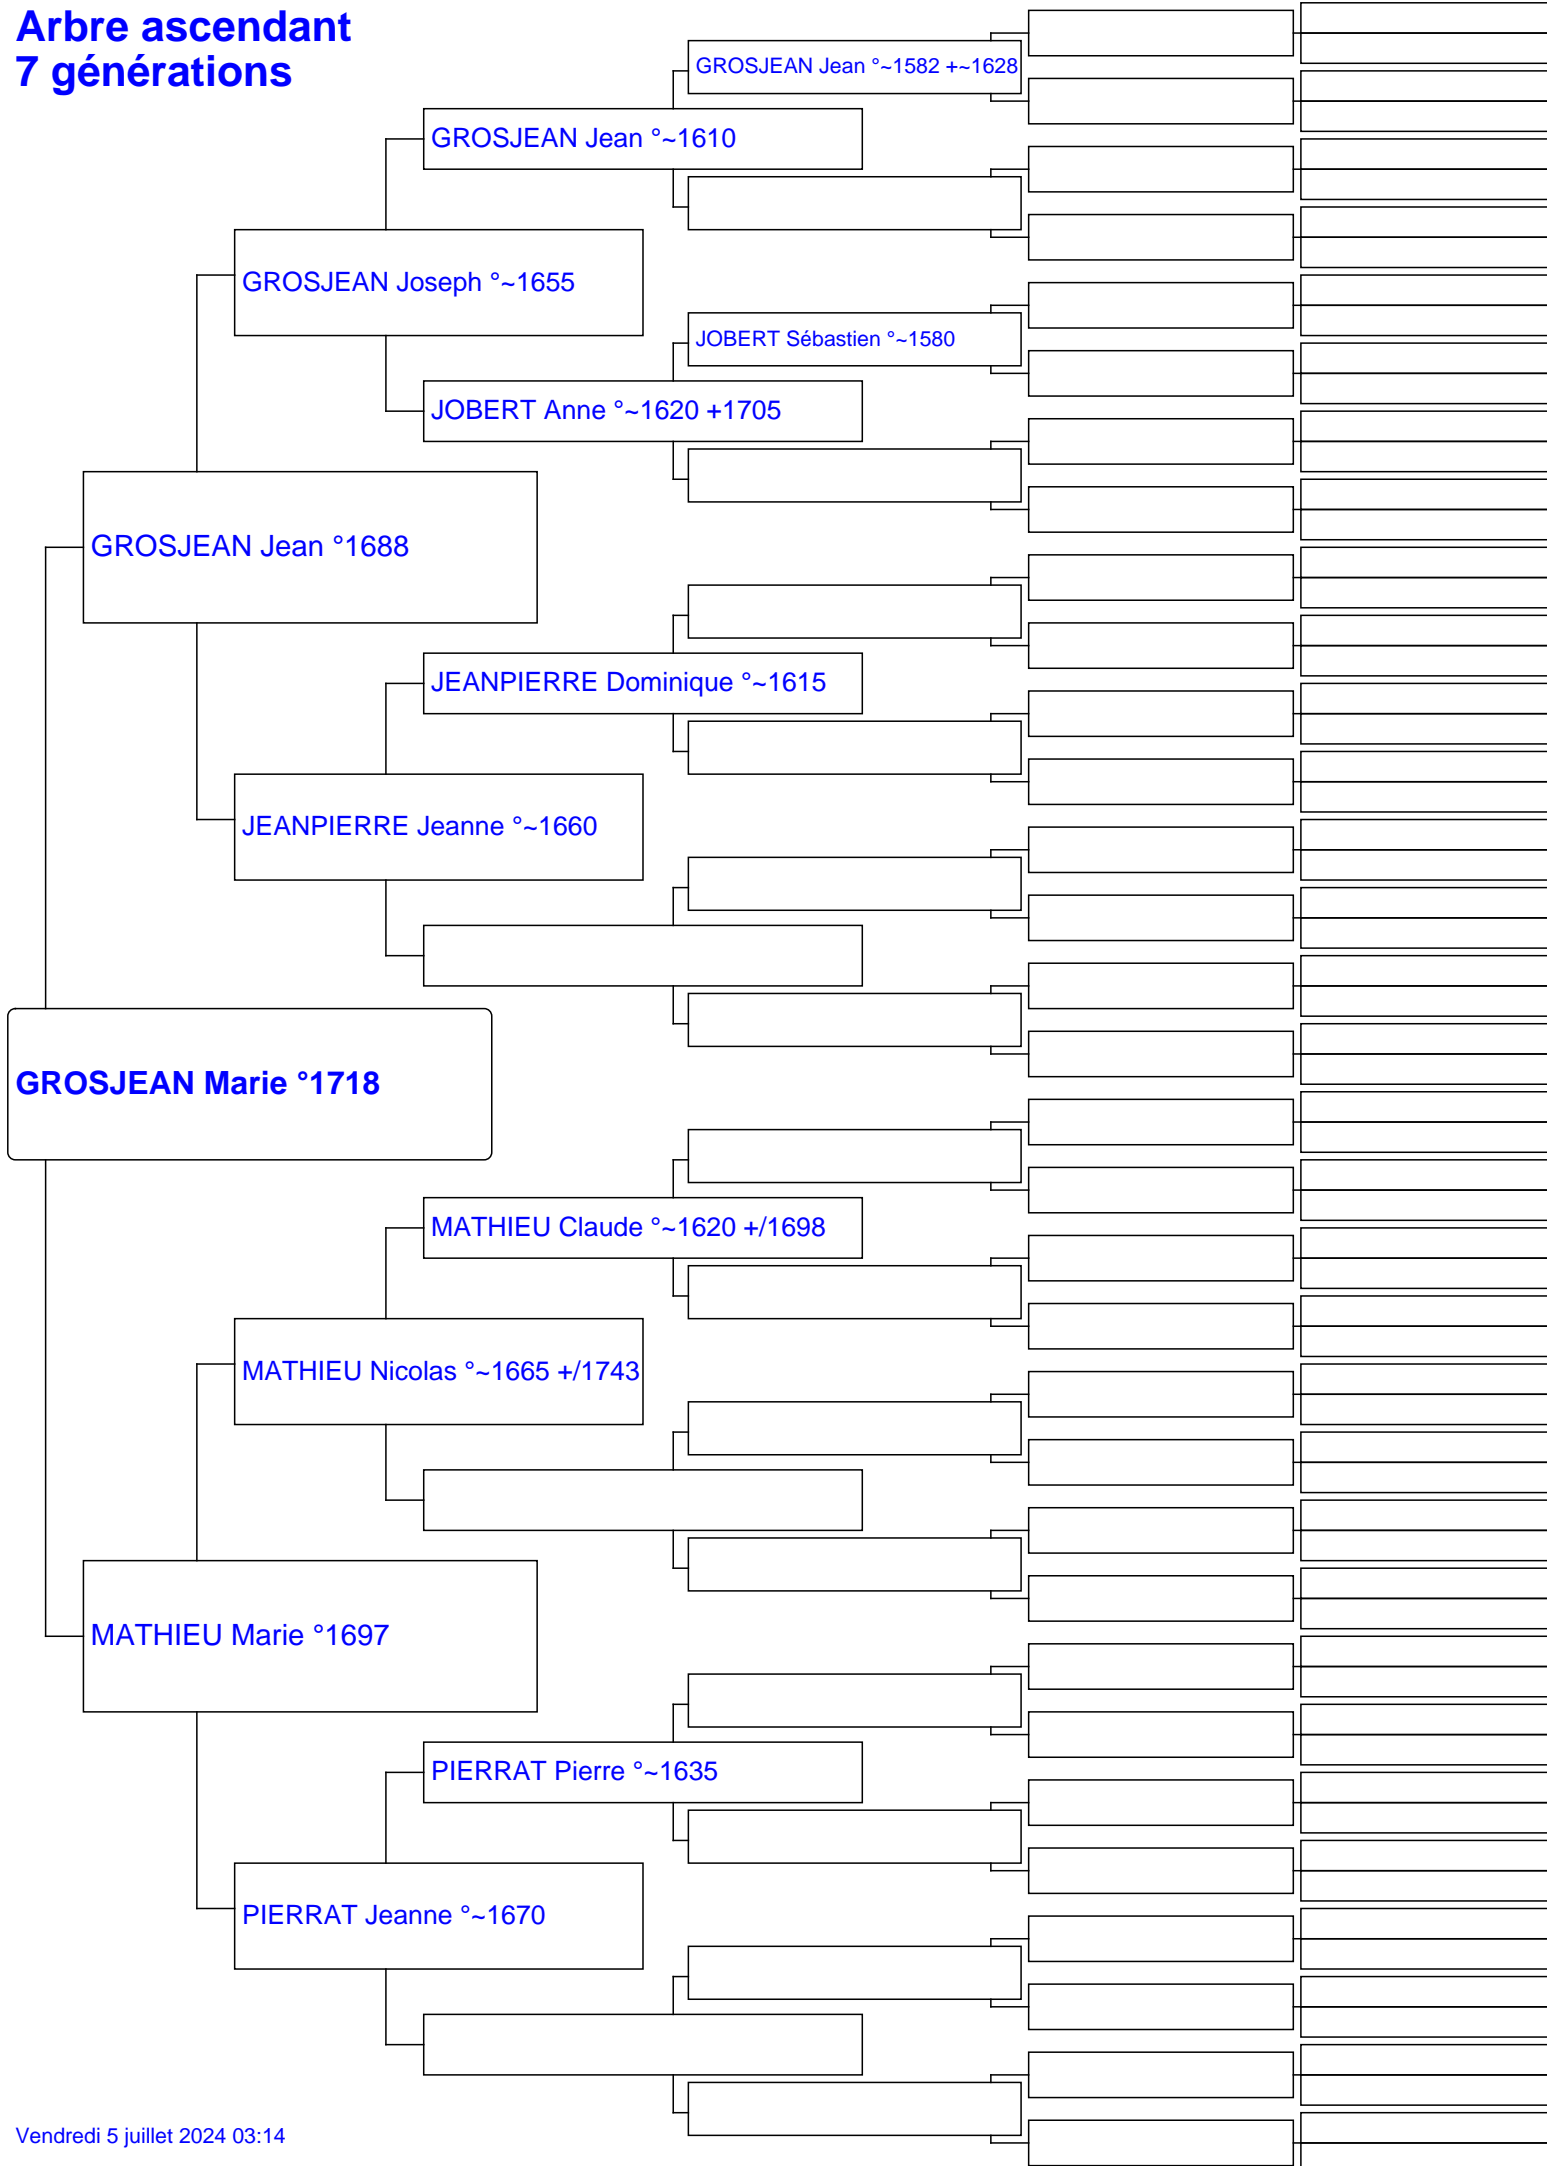 Arbre ascendant
7 générations
GROSJEAN Jean °~1582 +~1628
GROSJEAN Jean °~1610
GROSJEAN Joseph °~1655
JOBERT Sébastien °~1580
JOBERT Anne °~1620 +1705
GROSJEAN Jean °1688
JEANPIERRE Dominique °~1615
JEANPIERRE Jeanne °~1660
GROSJEAN Marie °1718
MATHIEU Claude °~1620 +/1698
MATHIEU Nicolas °~1665 +/1743
MATHIEU Marie °1697
PIERRAT Pierre °~1635
PIERRAT Jeanne °~1670
Vendredi 5 juillet 2024 03:14